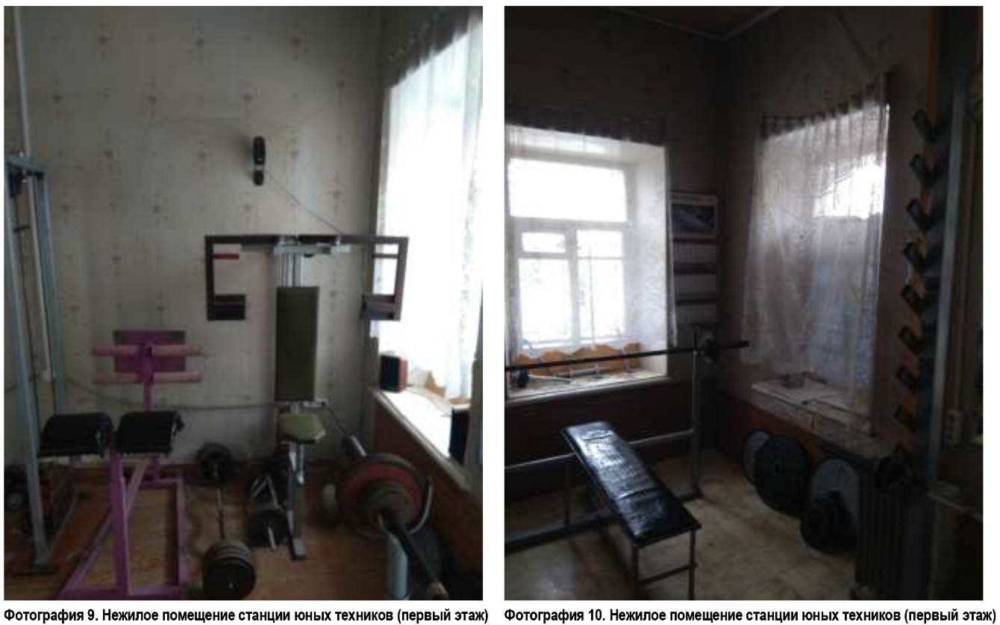 Фотография 9. Нежилое помещение станции юных техников (первый этаж)
Фотография 10. Нежилое помещение станции юных техников (первый этаж)